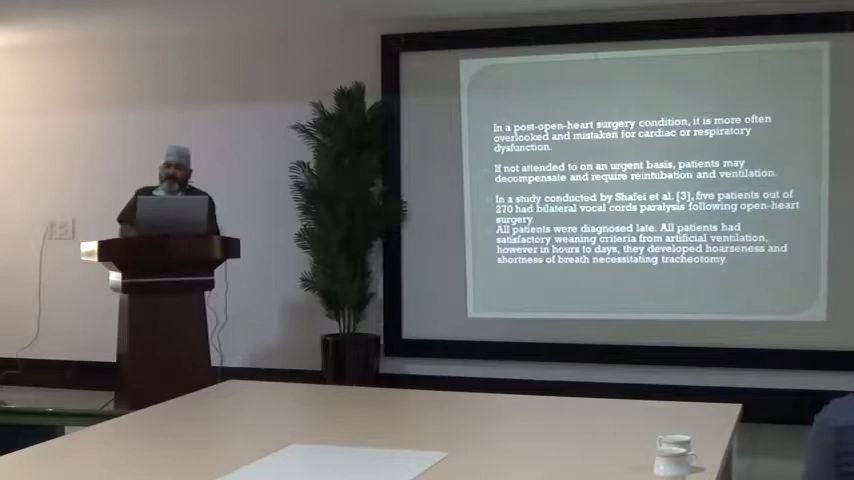 In a post-open-heart surgery condition, it is more often
overlooked and mistaken for cardiac or respiratory
dysfunction.
If not attended to on an urgent basis, patients may
decompensate and require reintubation and ventilation.
In a study conducted by Shafei et al. [3], five patients out of
270 had bilateral vocal cords paralysis following open-heart
surgery.
All patients were diagnosed late. All patients had
satisfactory weaning criteria from artificial ventilation,
however in hours to days, they developed hoarseness and
shortness of breath necessitating tracheotomy.